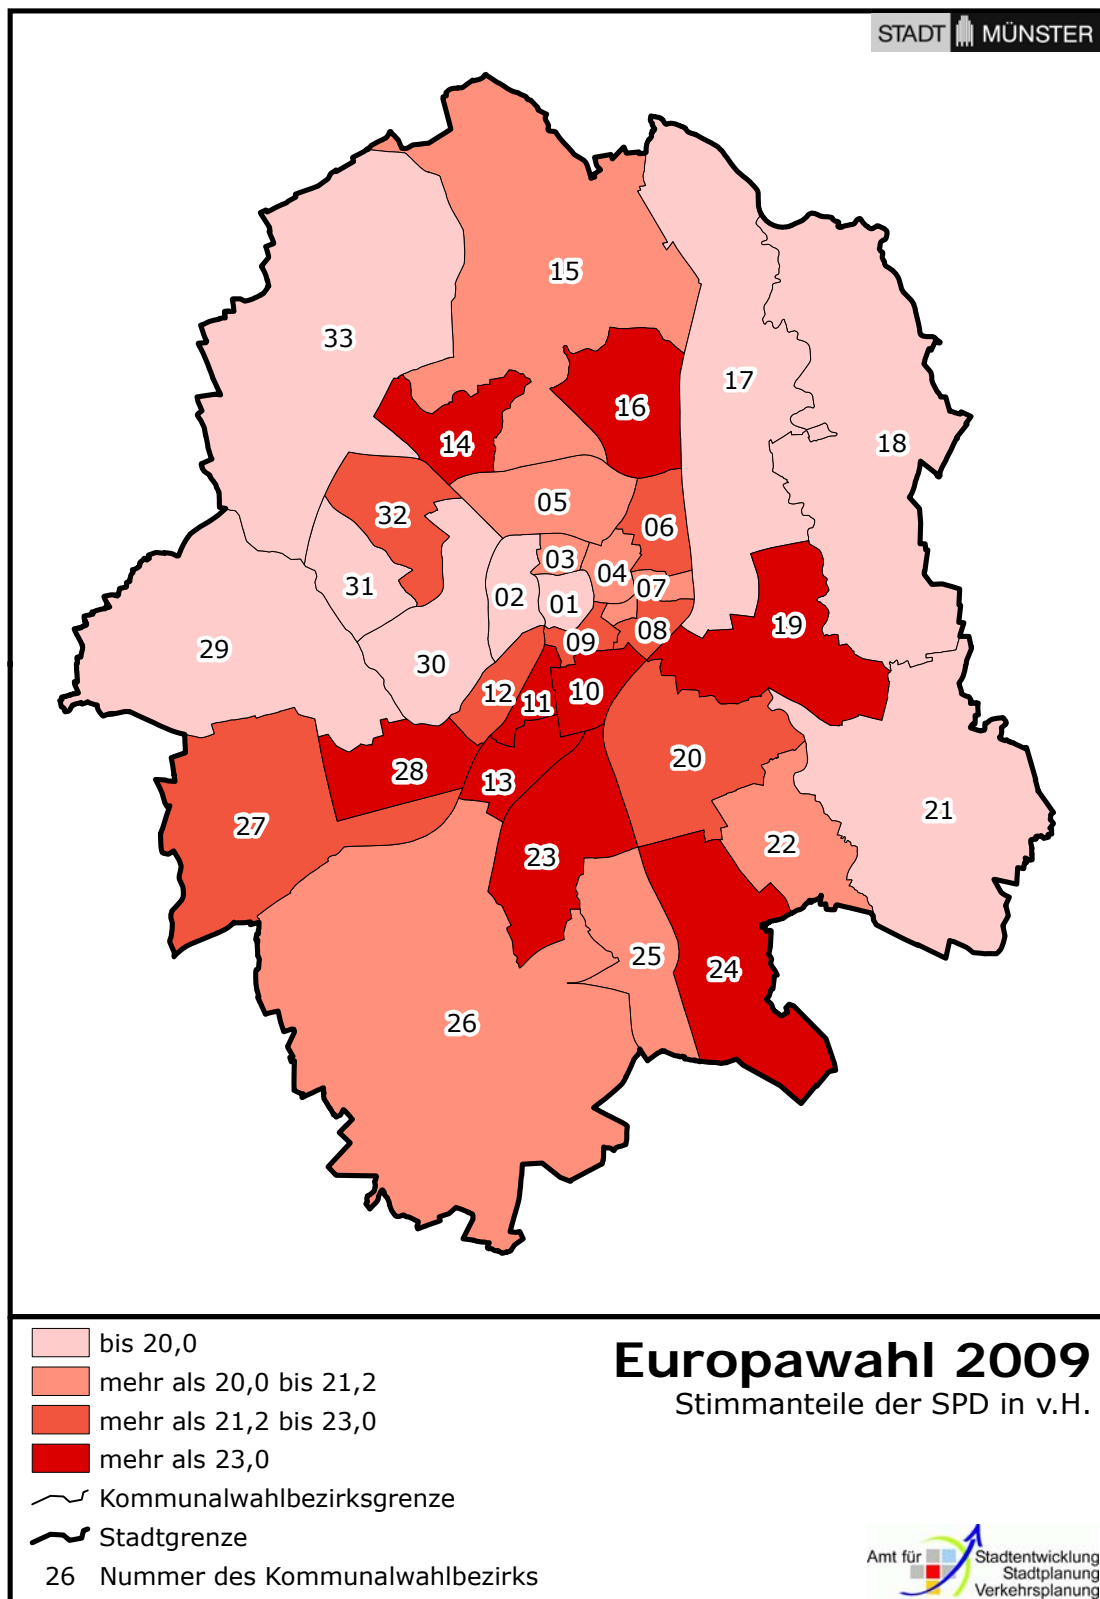 STADT MÜNSTER
15
33
17
16
14
18
05
32
06
03
04
07
31
02
01
19
08
09
29
30
12
10
11
20
28
13
21
27
22
23
25
24
26
bis 20,0
mehr als 20,0 bis 21,2
mehr als 21,2 bis 23,0
mehr als 23,0
Kommunalwahlbezirksgrenze
Stadtgrenze
26 Nummer des Kommunalwahlbezirks
Europawahl 2009
Stimmanteile der SPD in v.H.
Amt für Stadtentwicklung
Stadtplanung
Verkehrsplanung